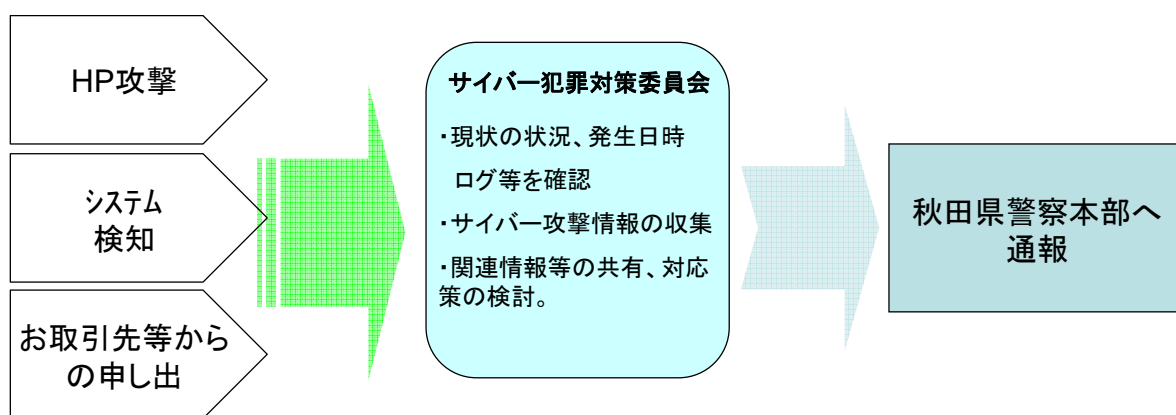 HP攻撃
システム
検知
お取引先等から
の申し出
サイバー犯罪対策委員会
・現状の状況、発生日時
ログ等を確認
・サイバー攻撃情報の収集
・関連情報等の共有、対応
策の検討。
秋田県警察本部へ
通報